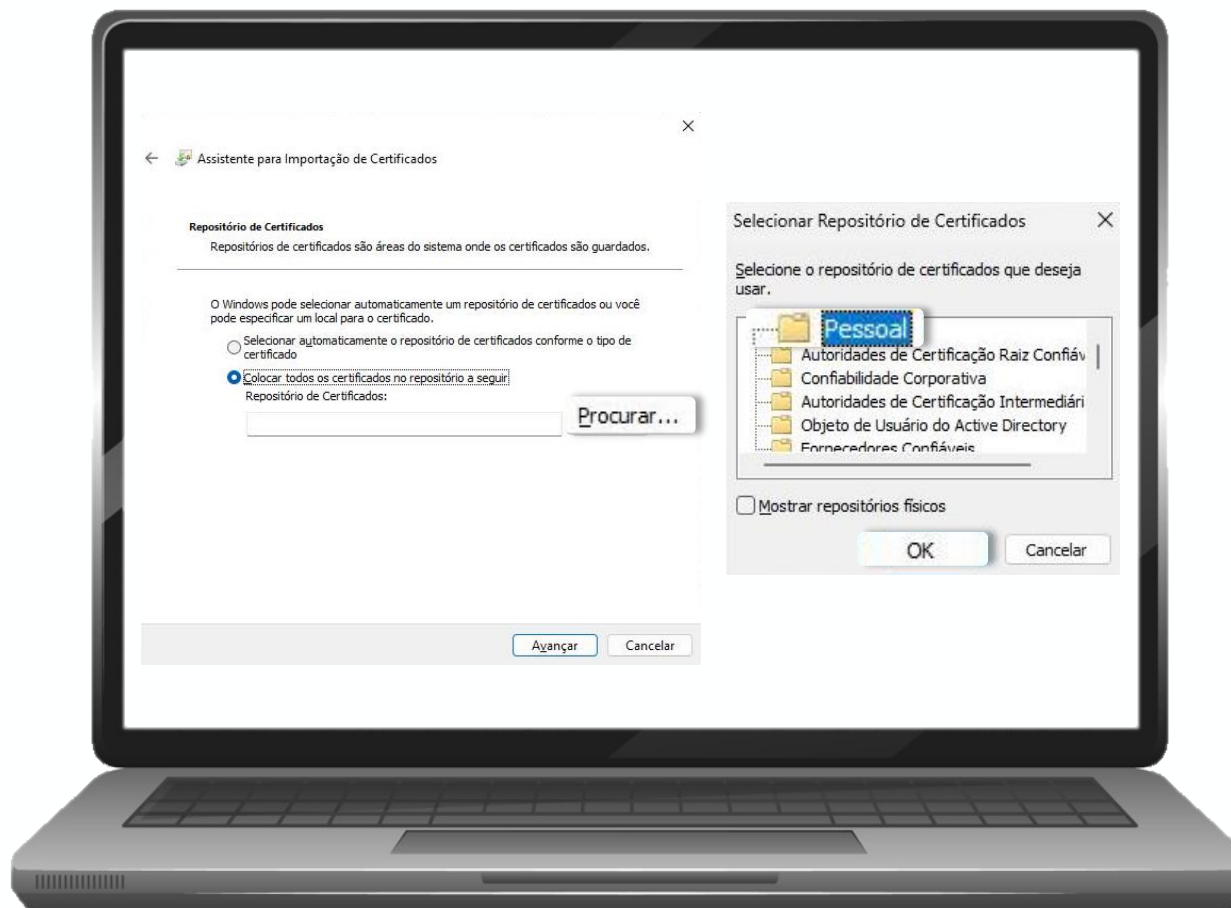 Assistente para Importação de Certificados
Repositório de Certificados
Repositórios de certificados são áreas do sistema onde os certificados são guardados.
O Windows pode selecionar automaticamente um repositório de certificados ou você
pode especificar um local para o certificado.
Selecionar automaticamente o repositório de certificados conforme o tipo de
certificado
Colocar todos os certificados no repositório a seguir
Repositório de Certificados:
Procurar...
Avançar
Cancelar
Selecionar Repositório de Certificados
Selecione o repositório de certificados que deseja
usar.
Pessoal
Autoridades de Certificação Raiz Confiáv
Confiabilidade Corporativa
Autoridades de Certificação Intermediári
Objeto de Usuário do Active Directory
Fornecedores Confiáveis
Mostrar repositórios físicos
OK
Cancelar